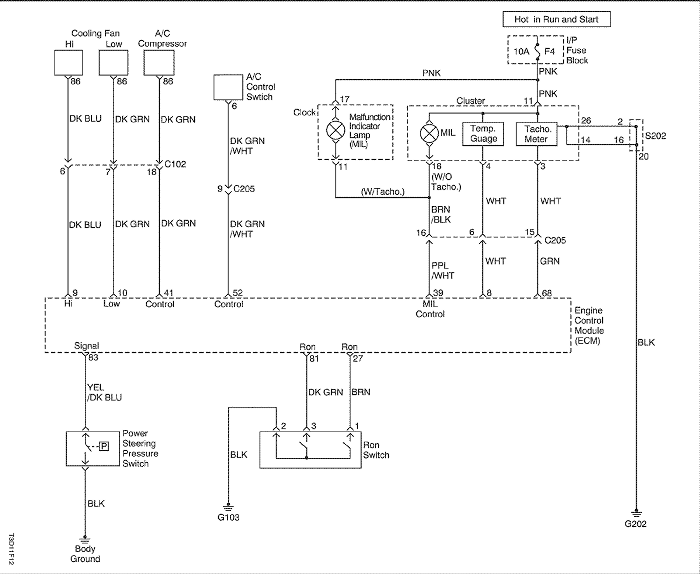 Hot in Run and Start
Cooling Fan
Hi Low
A/C
Compressor
I/P
Fuse
Block
10A F4
86 86 86
A/C
Control
Swtich
PNK PNK
PNK
6
17
Clock
Malfunction
Indicator
Lamp
(MIL)
Cluster
11
MIL
Temp.
Guage
Tacho.
Meter
26 2
14 16
S202
20
DK BLU DK GRN DK GRN
DK GRN
/WHT
C102
6 7 18
9 C205
11
18
(W/O
Tacho.)
4 3
(W/Tacho.)
BRN
/BLK
WHT WHT
DK BLU DK GRN DK GRN
DK GRN
/WHT
16 6 15 C205
PPL
/WHT
WHT GRN
9 10 41 52 39 8 68
Hi Low Control Control
MIL
Control
Engine
Control
Module
(ECM)
Signal Ron Ron
83 81 27
BLK
YEL
/DK BLU
DK GRN BRN
2 3 1
Power
Steering
Pressure
Switch
P
Ron
Switch
BLK
BLK
G103
G202
Body
Ground
T3O11F12